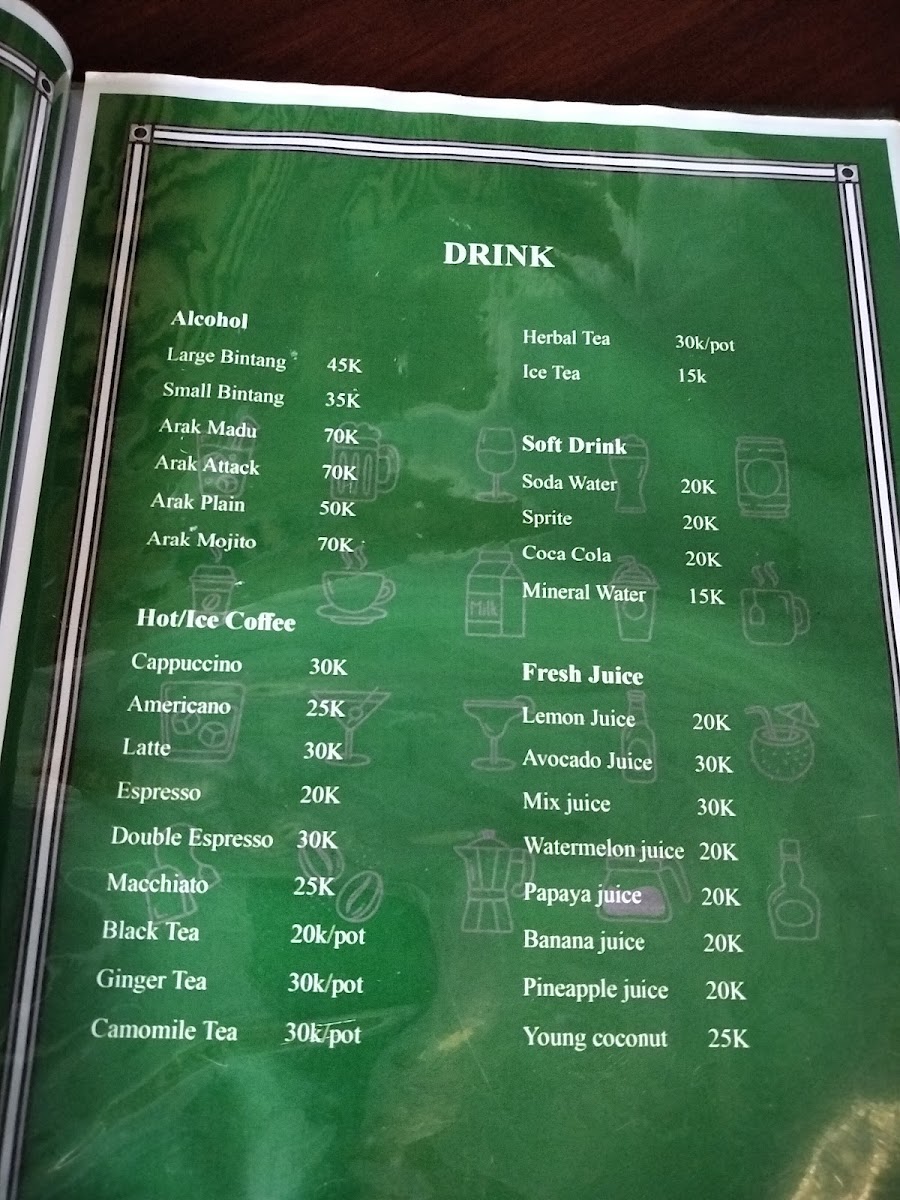 DRINK
Alcohol
Large Bintang 45K
Small Bintang 35K
Arak Madu 70K
Arak Attack 70K
Arak Plain 50K
Arak Mojito 70K
Hot/Ice Coffee
Cappuccino 30K
Americano 25K
Latte 30K
Espresso 20K
Double Espresso 30K
Macchiato 25K
Black Tea 20k/pot
Ginger Tea 30k/pot
Camomile Tea 30k/pot
Herbal Tea 30k/pot
Ice Tea 15k
Soft Drink
Soda Water 20K
Sprite 20K
Coca Cola 20K
Mineral Water 15K
Fresh Juice
Lemon Juice 20K
Avocado Juice 30K
Mix juice 30K
Watermelon juice 20K
Papaya juice 20K
Banana juice 20K
Pineapple juice 20K
Young coconut 25K
Milk